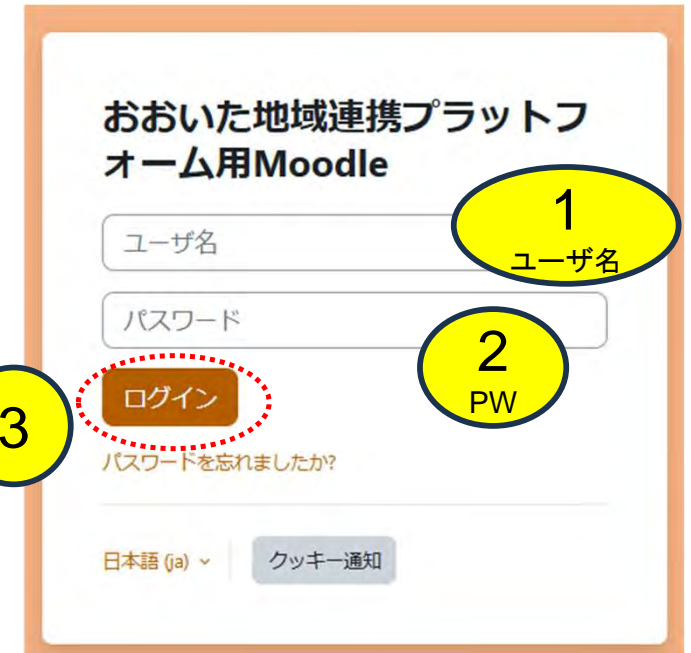 おおいた地域連携プラットフ
ォーム用Moodle
1
ユーザ名
ユーザ名
パスワード
2
PW
3
ログイン
パスワードを忘れましたか?
日本語 (ja)
クッキー通知